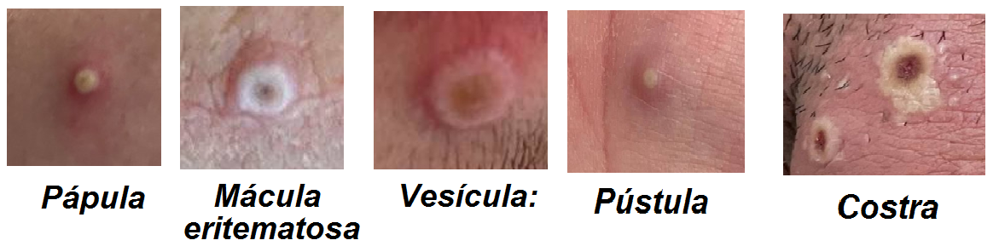 Pápula
Mácula
eritematosa
Vesícula:
Pústula
Costra